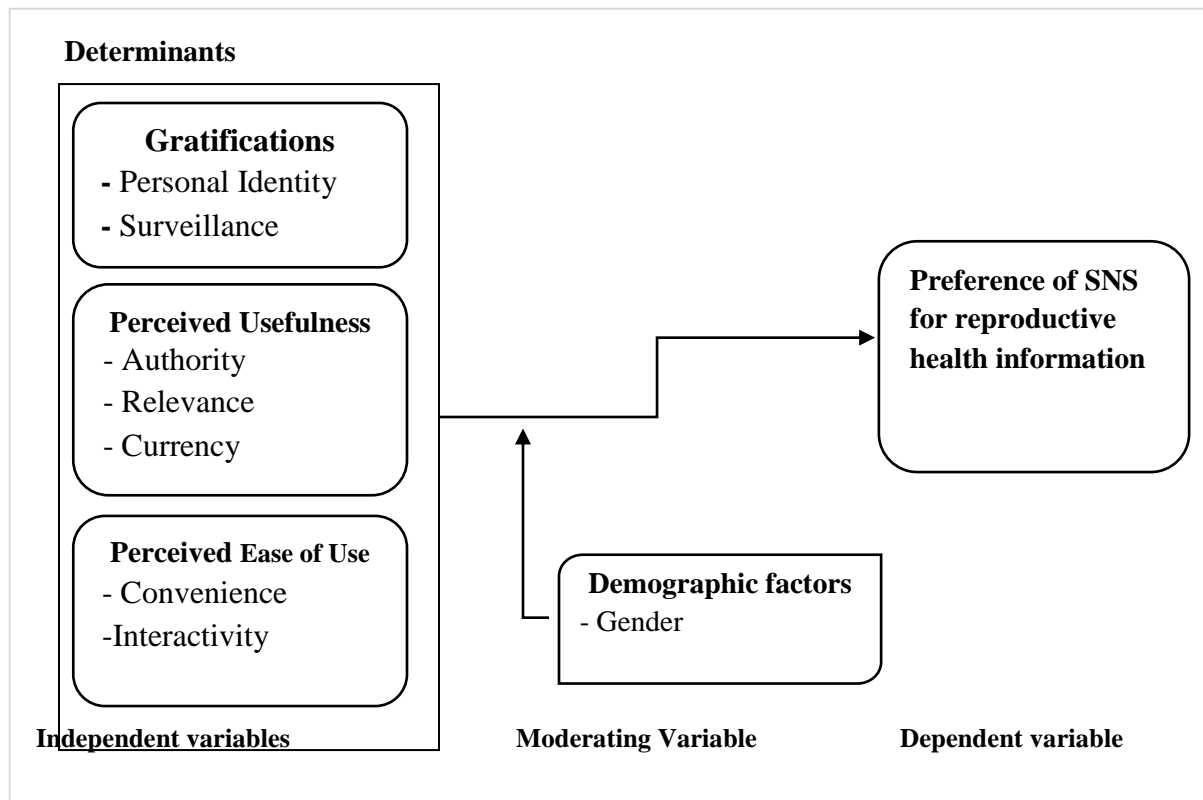 Determinants
Gratifications
- Personal Identity
- Surveillance
Perceived Usefulness
- Authority
- Relevance
- Currency
Perceived Ease of Use
- Convenience
-Interactivity
Preference of SNS
for reproductive
health information
Demographic factors
- Gender
Independent variables
Moderating Variable
Dependent variable